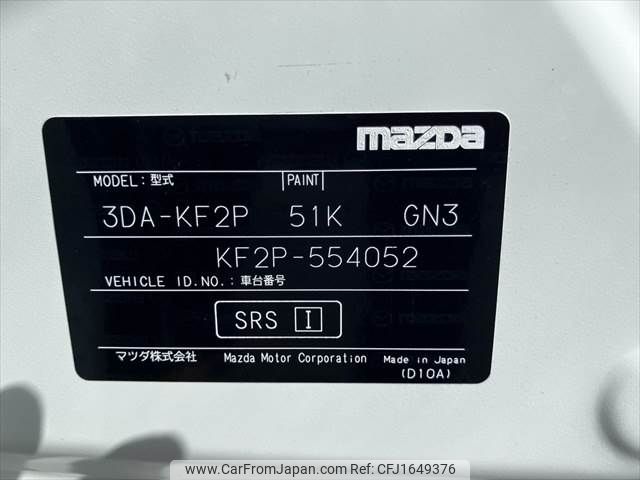 mazda
MODEL: 型式 PAINT
3DA-KF2P 51K GN3
KF2P-554052
VEHICLE ID.NO.: 車台番号
SRS I
マツダ株式会社 Mazda Motor Corporation Made in Japan
(D10A)
www.CarFromJapan.com | Ref No. CFJ1649376